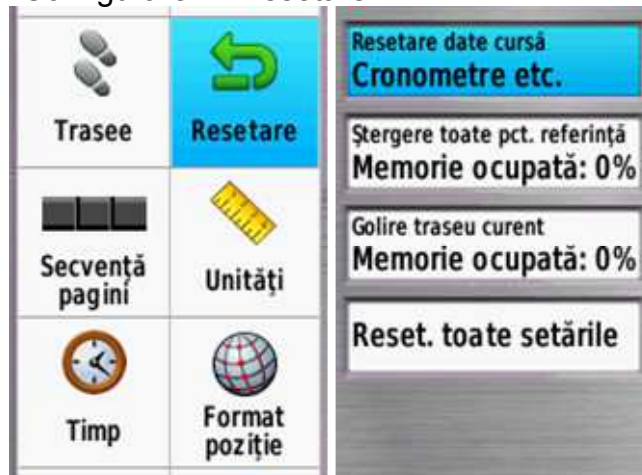 Trasee
Resetare
Secvență
pagini
Unități
Timp
Format
poziție
Resetare date cursă
Cronometre etc.
Ștergere toate pct. referință
Memorie ocupată: 0%
Golire traseu curent
Memorie ocupată: 0%
Reset. toate setările